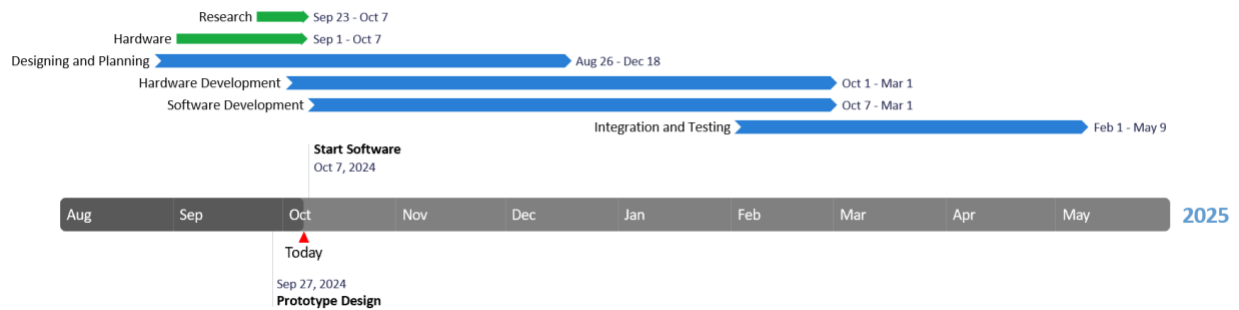 Research Sep 23 - Oct 7
Hardware Sep 1 - Oct 7
Designing and Planning Aug 26 - Dec 18
Hardware Development Oct 1 - Mar 1
Software Development Oct 7 - Mar 1
Integration and Testing Feb 1 - May 9
Start Software
Oct 7, 2024
Aug Sep Oct Nov Dec Jan Feb Mar Apr May 2025
Today
Sep 27, 2024
Prototype Design